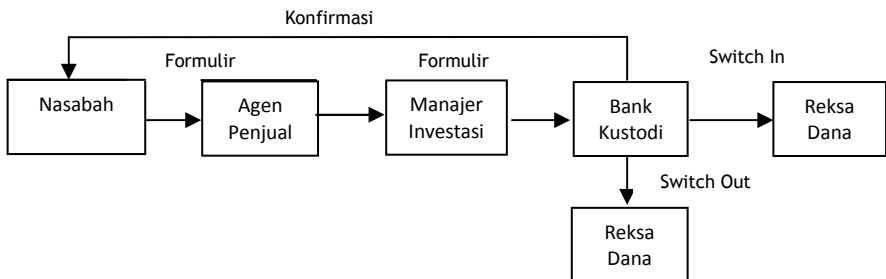 Konfirmasi
Formulir
Formulir
Switch In
Nasabah
Agen
Penjual
Manajer
Investasi
Bank
Kustodi
Reksa
Dana
Switch Out
Reksa
Dana